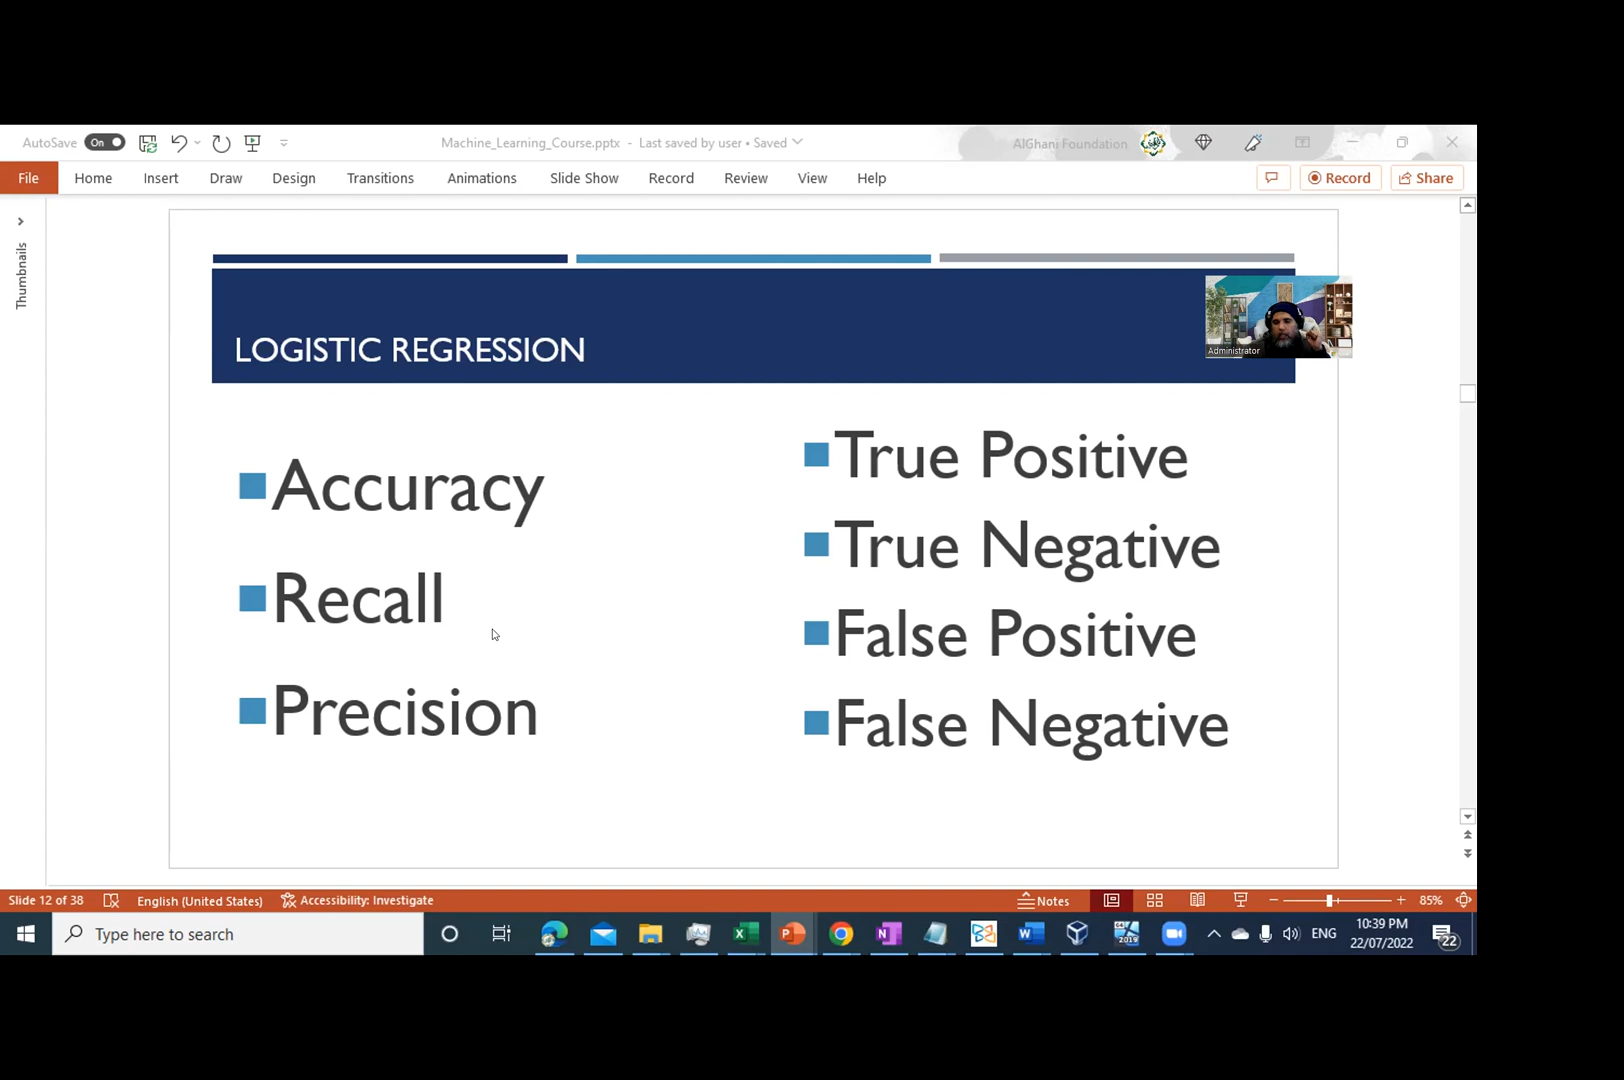 AutoSave On Machine_Learning_Course.pptx - Last saved by user • Saved AlGhani Foundation
File Home Insert Draw Design Transitions Animations Slide Show Record Review View Help Record Share
Thumbnails
LOGISTIC REGRESSION
Administrator
Accuracy
Recall
Precision
True Positive
True Negative
False Positive
False Negative
Slide 12 of 38 English (United States) Accessibility: Investigate Notes 85%
Type here to search
2019
ENG
10:39 PM
22/07/2022
22